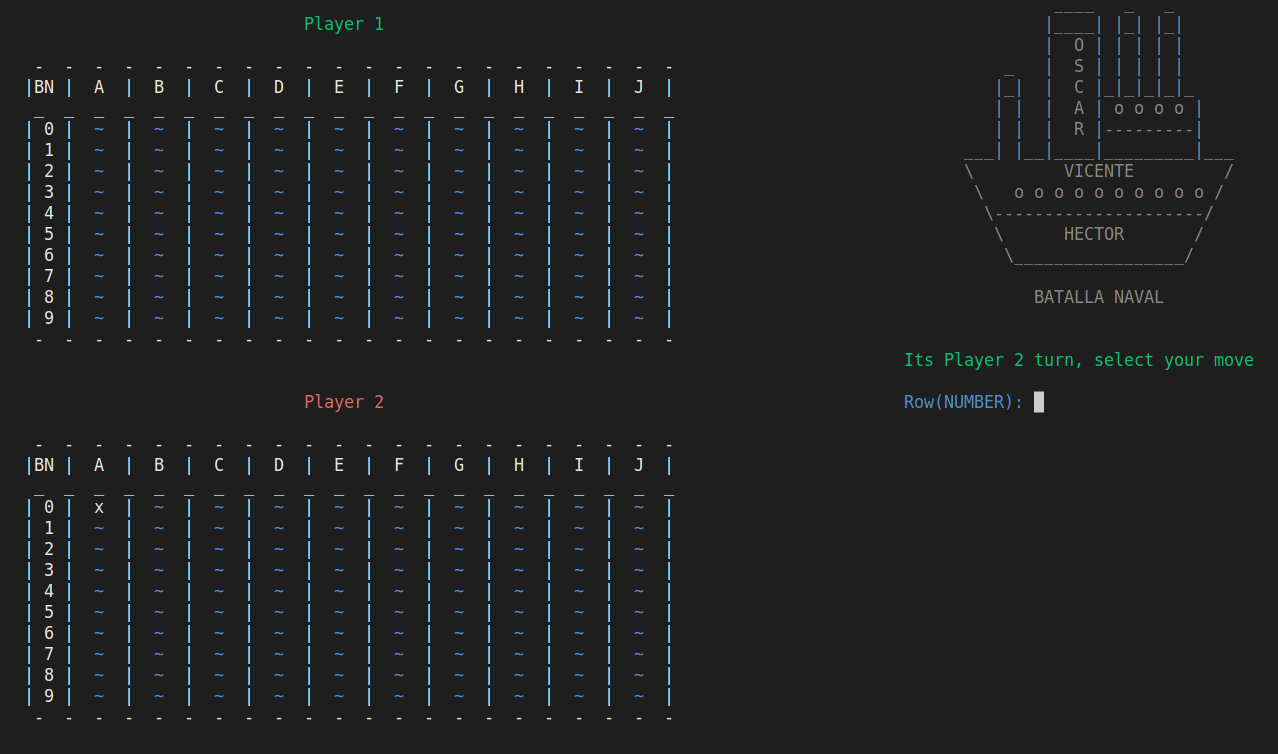 Player 1
|BN | A | B | C | D | E | F | G | H | I | J |
| 0 | ~ | ~ | ~ | ~ | ~ | ~ | ~ | ~ | ~ | ~ |
| 1 | ~ | ~ | ~ | ~ | ~ | ~ | ~ | ~ | ~ | ~ |
| 2 | ~ | ~ | ~ | ~ | ~ | ~ | ~ | ~ | ~ | ~ |
| 3 | ~ | ~ | ~ | ~ | ~ | ~ | ~ | ~ | ~ | ~ |
| 4 | ~ | ~ | ~ | ~ | ~ | ~ | ~ | ~ | ~ | ~ |
| 5 | ~ | ~ | ~ | ~ | ~ | ~ | ~ | ~ | ~ | ~ |
| 6 | ~ | ~ | ~ | ~ | ~ | ~ | ~ | ~ | ~ | ~ |
| 7 | ~ | ~ | ~ | ~ | ~ | ~ | ~ | ~ | ~ | ~ |
| 8 | ~ | ~ | ~ | ~ | ~ | ~ | ~ | ~ | ~ | ~ |
| 9 | ~ | ~ | ~ | ~ | ~ | ~ | ~ | ~ | ~ | ~ |
Player 2
|BN | A | B | C | D | E | F | G | H | I | J |
| 0 | x | ~ | ~ | ~ | ~ | ~ | ~ | ~ | ~ | ~ |
| 1 | ~ | ~ | ~ | ~ | ~ | ~ | ~ | ~ | ~ | ~ |
| 2 | ~ | ~ | ~ | ~ | ~ | ~ | ~ | ~ | ~ | ~ |
| 3 | ~ | ~ | ~ | ~ | ~ | ~ | ~ | ~ | ~ | ~ |
| 4 | ~ | ~ | ~ | ~ | ~ | ~ | ~ | ~ | ~ | ~ |
| 5 | ~ | ~ | ~ | ~ | ~ | ~ | ~ | ~ | ~ | ~ |
| 6 | ~ | ~ | ~ | ~ | ~ | ~ | ~ | ~ | ~ | ~ |
| 7 | ~ | ~ | ~ | ~ | ~ | ~ | ~ | ~ | ~ | ~ |
| 8 | ~ | ~ | ~ | ~ | ~ | ~ | ~ | ~ | ~ | ~ |
| 9 | ~ | ~ | ~ | ~ | ~ | ~ | ~ | ~ | ~ | ~ |
O
S
C
A
R
o o o o
VICENTE
o o o o o o o o o o
HECTOR
BATALLA NAVAL
Its Player 2 turn, select your move
Row(NUMBER):